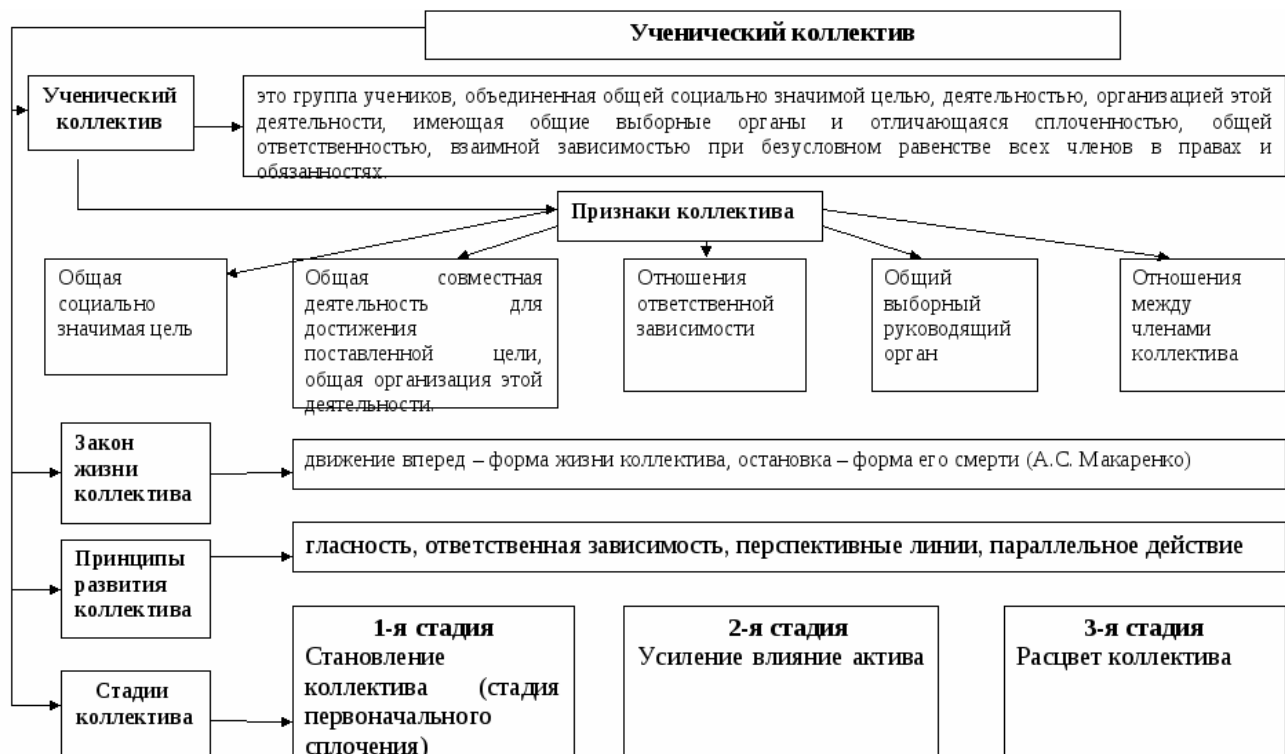 Ученический коллектив
Ученический
коллектив
это группа учеников, объединенная общей социально значимой целью, деятельностью, организацией этой
деятельности, имеющая общие выборные органы и отличающаяся сплоченностью, общей
ответственностью, взаимной зависимостью при безусловном равенстве всех членов в правах и
обязанностях.
Признаки коллектива
Общая
социально
значимая цель
Общая совместная
деятельность для
достижения
поставленной цели,
общая организация этой
деятельности.
Отношения
ответственной
зависимости
Общий
выборный
руководящий
орган
Отношения
между
членами
коллектива
Закон
жизни
коллектива
движение вперед – форма жизни коллектива, остановка – форма его смерти (А.С. Макаренко)
Принципы
развития
коллектива
гласность, ответственная зависимость, перспективные линии, параллельное действие
Стадии
коллектива
1-я стадия
Становление
коллектива (стадия
первоначального
сплочения)
2-я стадия
Усиление влияние актива
3-я стадия
Расцвет коллектива